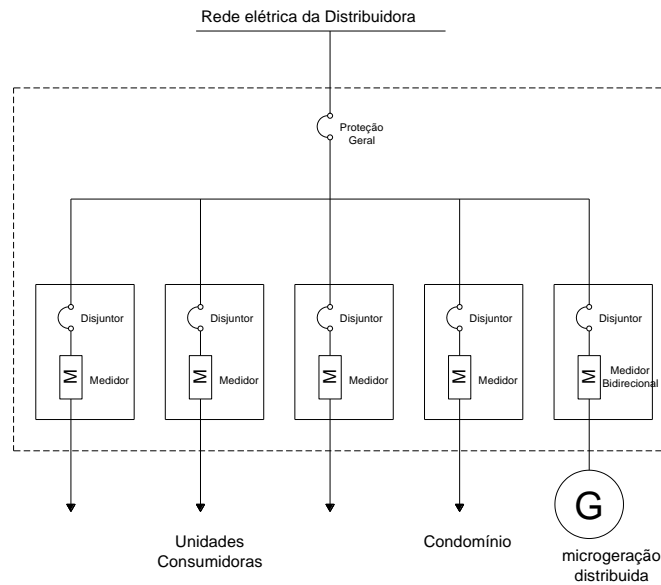 Rede elétrica da Distribuidora
Proteção
Geral
Disjuntor
Disjuntor
Disjuntor
Disjuntor
Disjuntor
M
Medidor
M
Medidor
M
Medidor
M
Medidor
M
Medidor
Bidirecional
G
Unidades
Consumidoras
Condomínio
microgeração
distribuida